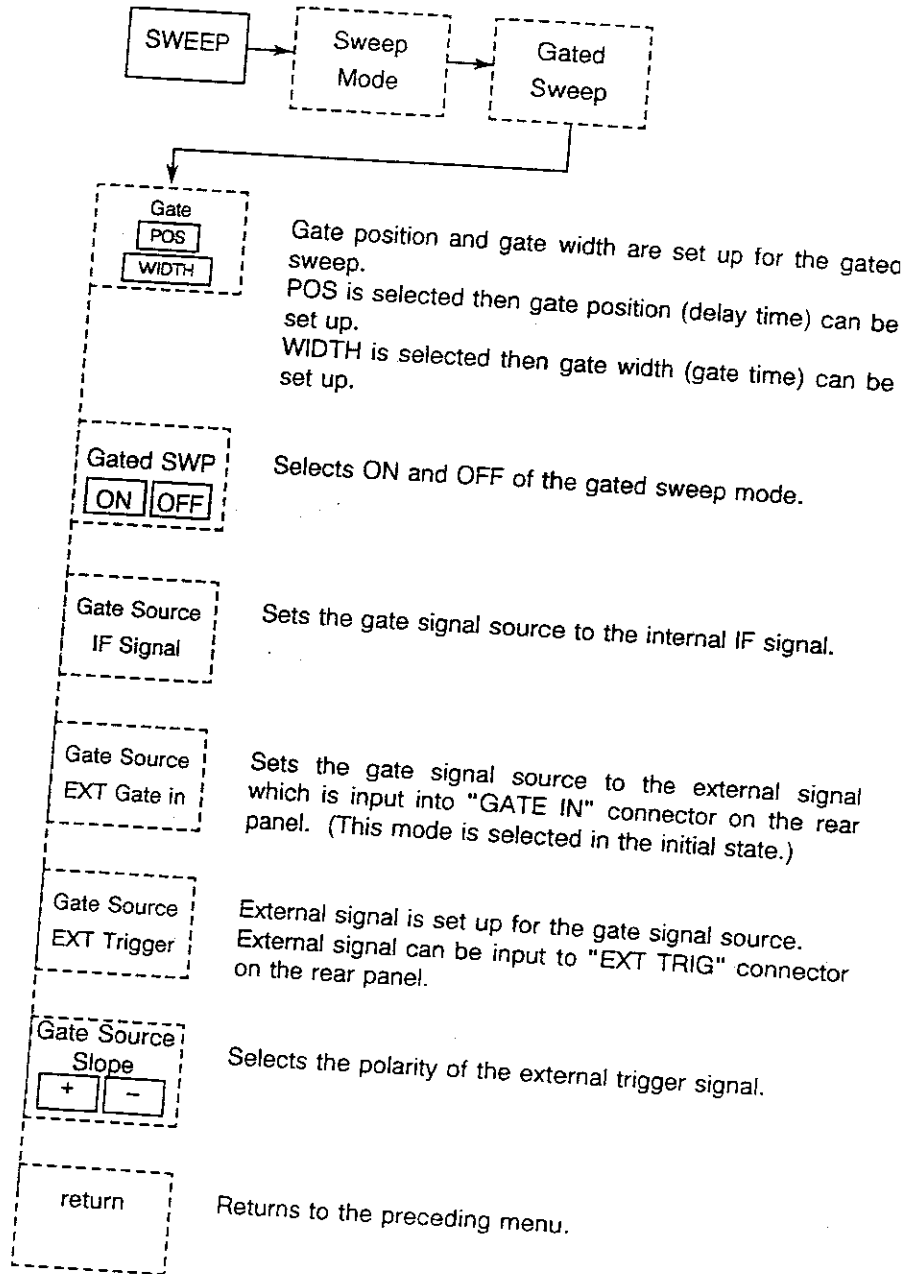 SWEEP
Sweep
Mode
Gated
Sweep
Gate
POS
WIDTH
Gate position and gate width are set up for the gated
sweep.
POS is selected then gate position (delay time) can be
set up.
WIDTH is selected then gate width (gate time) can be
set up.
Gated SWP
ON OFF
Selects ON and OFF of the gated sweep mode.
Gate Source
IF Signal
Sets the gate signal source to the internal IF signal.
Gate Source
EXT Gate in
Sets the gate signal source to the external signal
which is input into "GATE IN" connector on the rear
panel. (This mode is selected in the initial state.)
Gate Source
EXT Trigger
External signal is set up for the gate signal source.
External signal can be input to "EXT TRIG" connector
on the rear panel.
Gate Source
Slope
+ −
Selects the polarity of the external trigger signal.
return
Returns to the preceding menu.